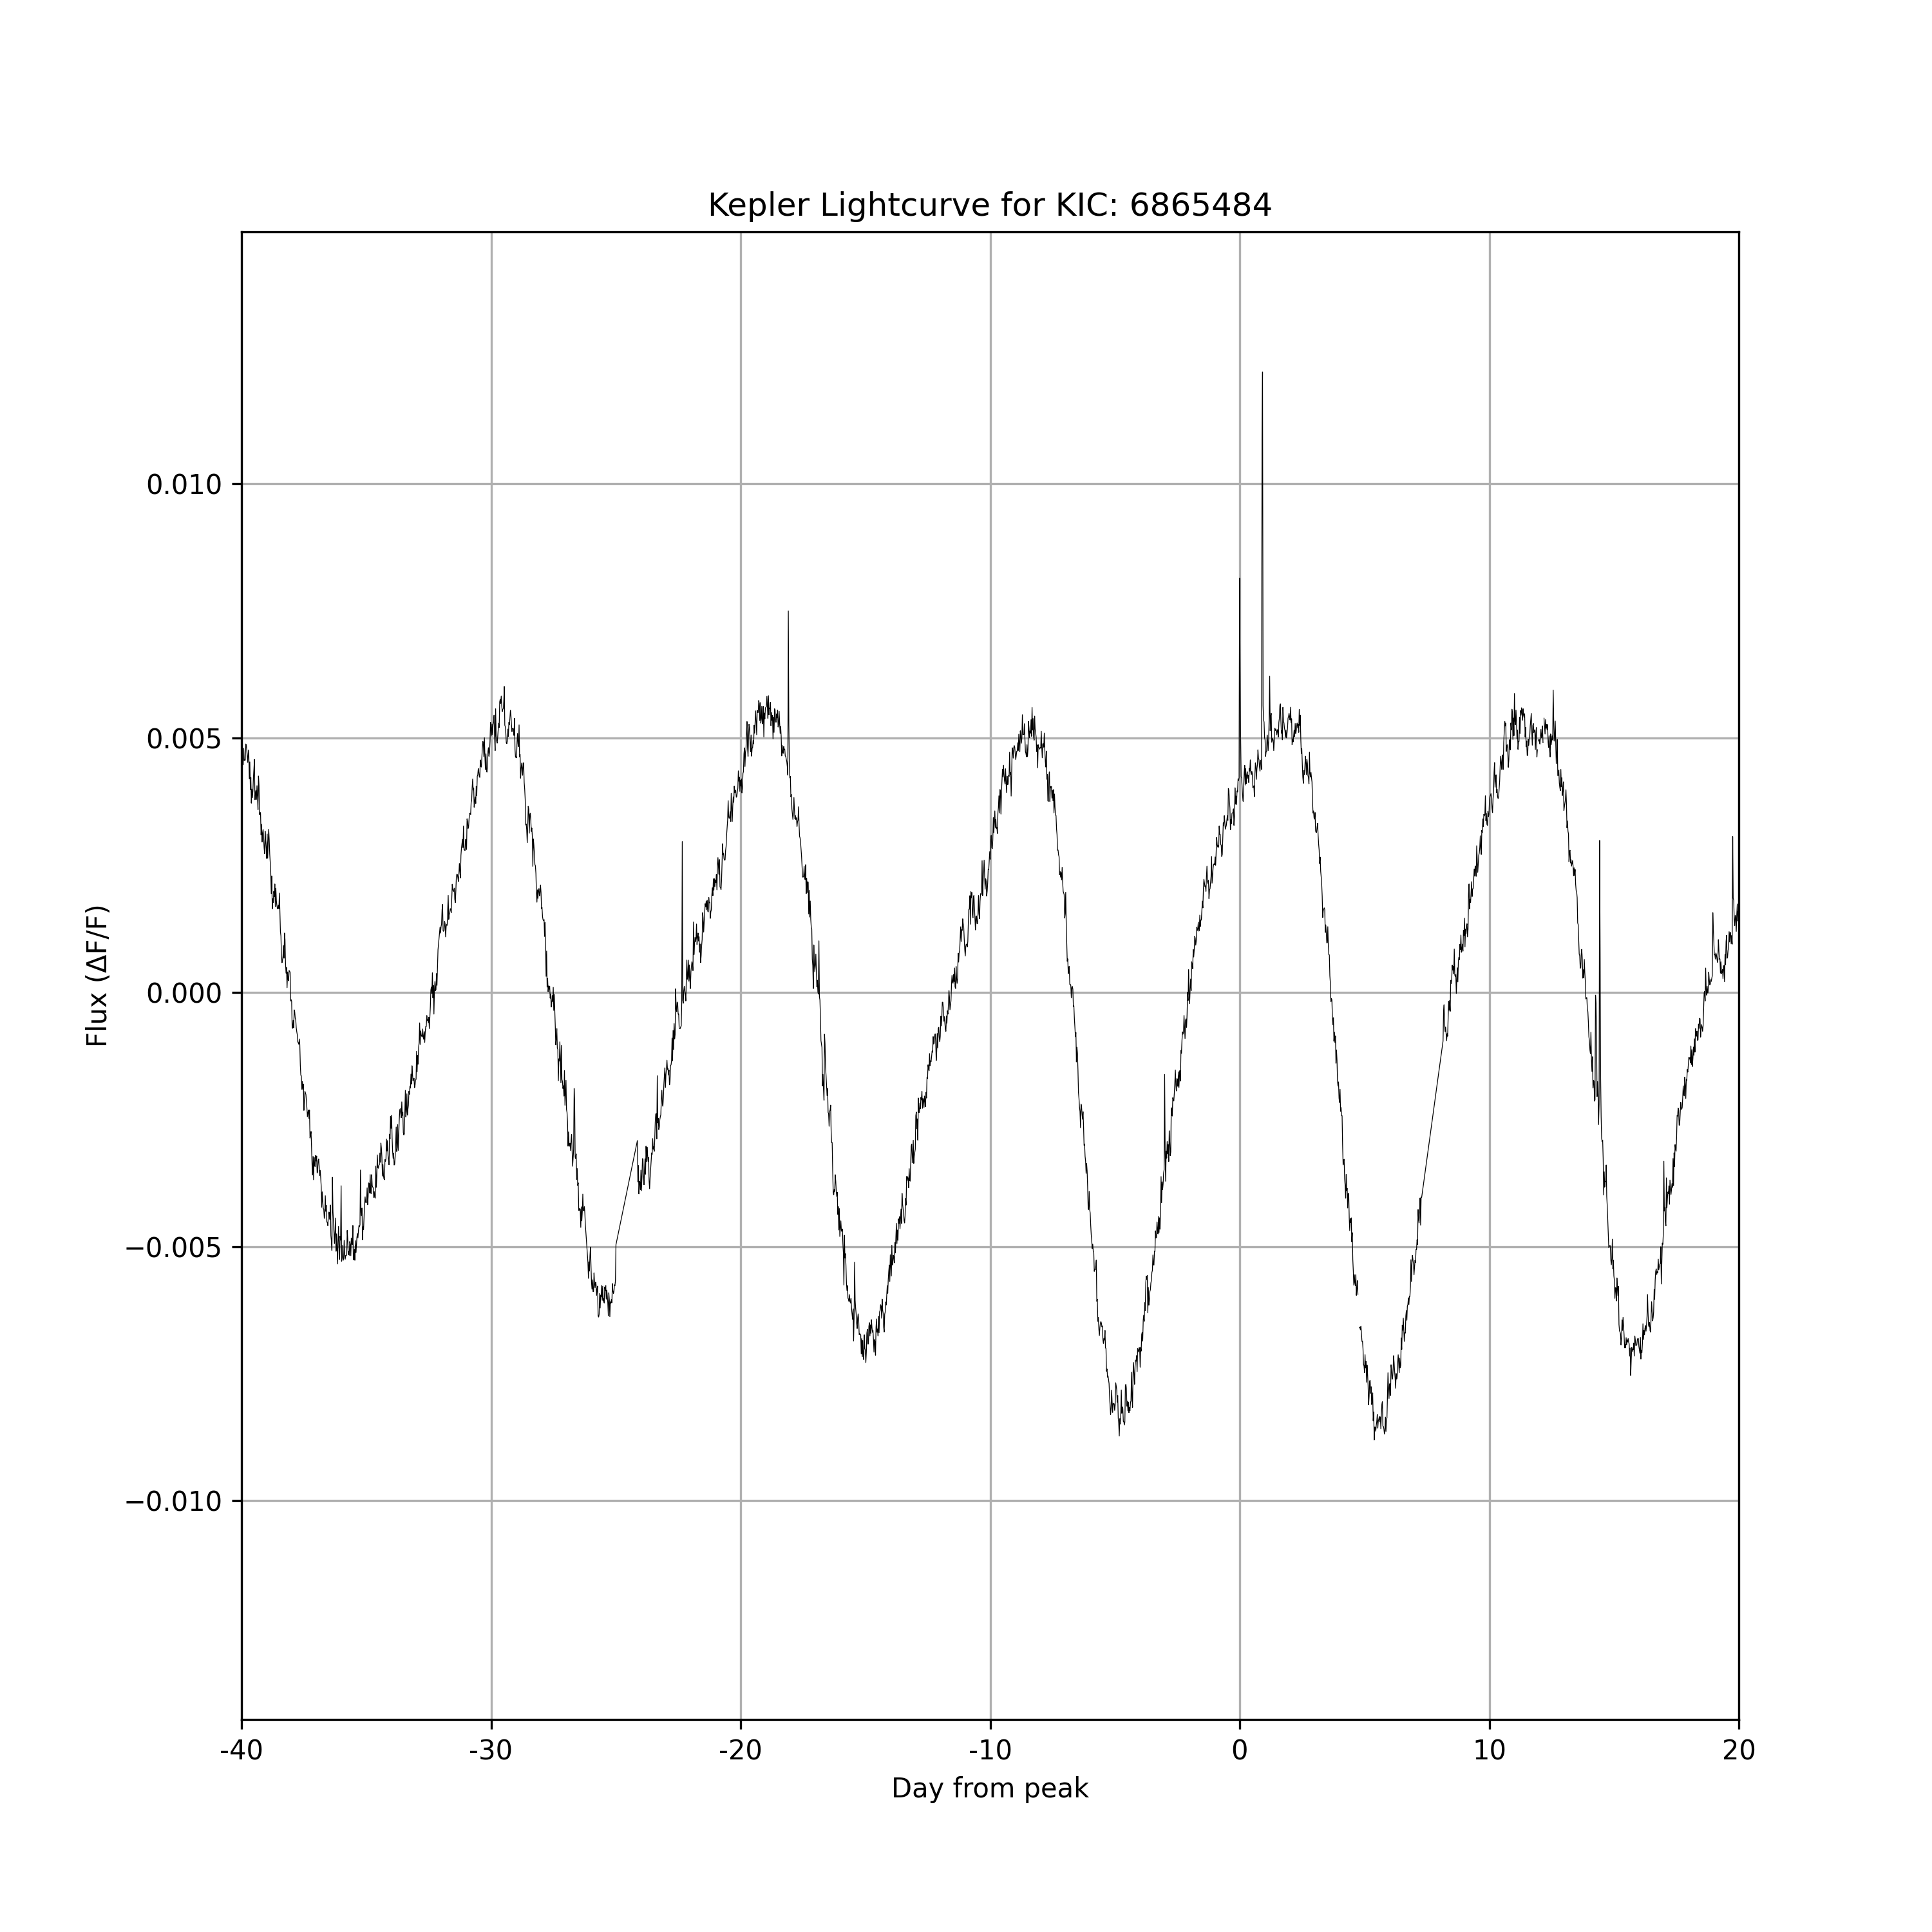 Kepler Lightcurve for KIC: 6865484
Flux (ΔF/F)
0.010
0.005
0.000
−0.005
−0.010
-40 -30 -20 -10 0 10 20
Day from peak